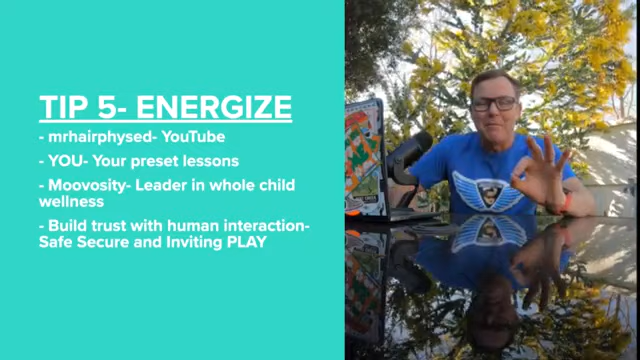 TIP 5- ENERGIZE
- mrhairphysed- YouTube
- YOU- Your preset lessons
- Moovosity- Leader in whole child
wellness
- Build trust with human interaction-
Safe Secure and Inviting PLAY